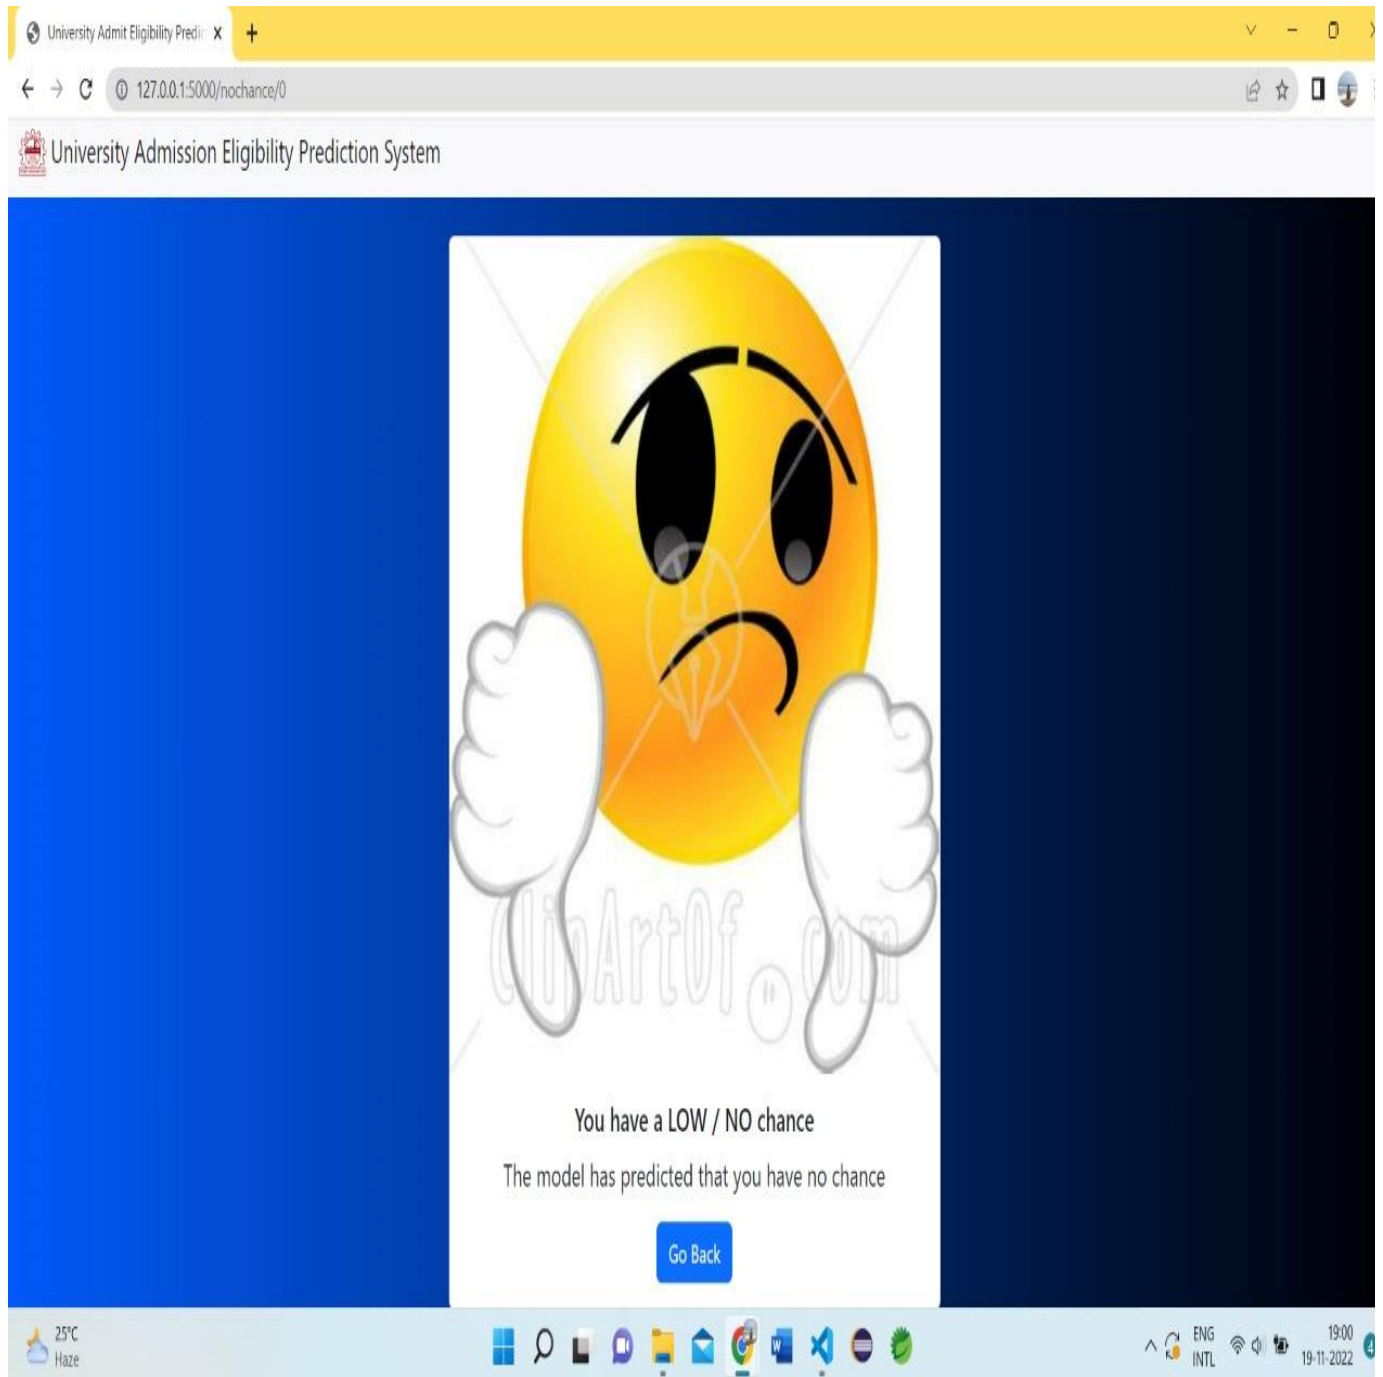 University Admit Eligibility Predic
127.0.0.1:5000/nochance/0
University Admission Eligibility Prediction System
ClipArtOf.com
You have a LOW / NO chance
The model has predicted that you have no chance
Go Back
25°C
Haze
ENG
INTL
19:00
19-11-2022
4